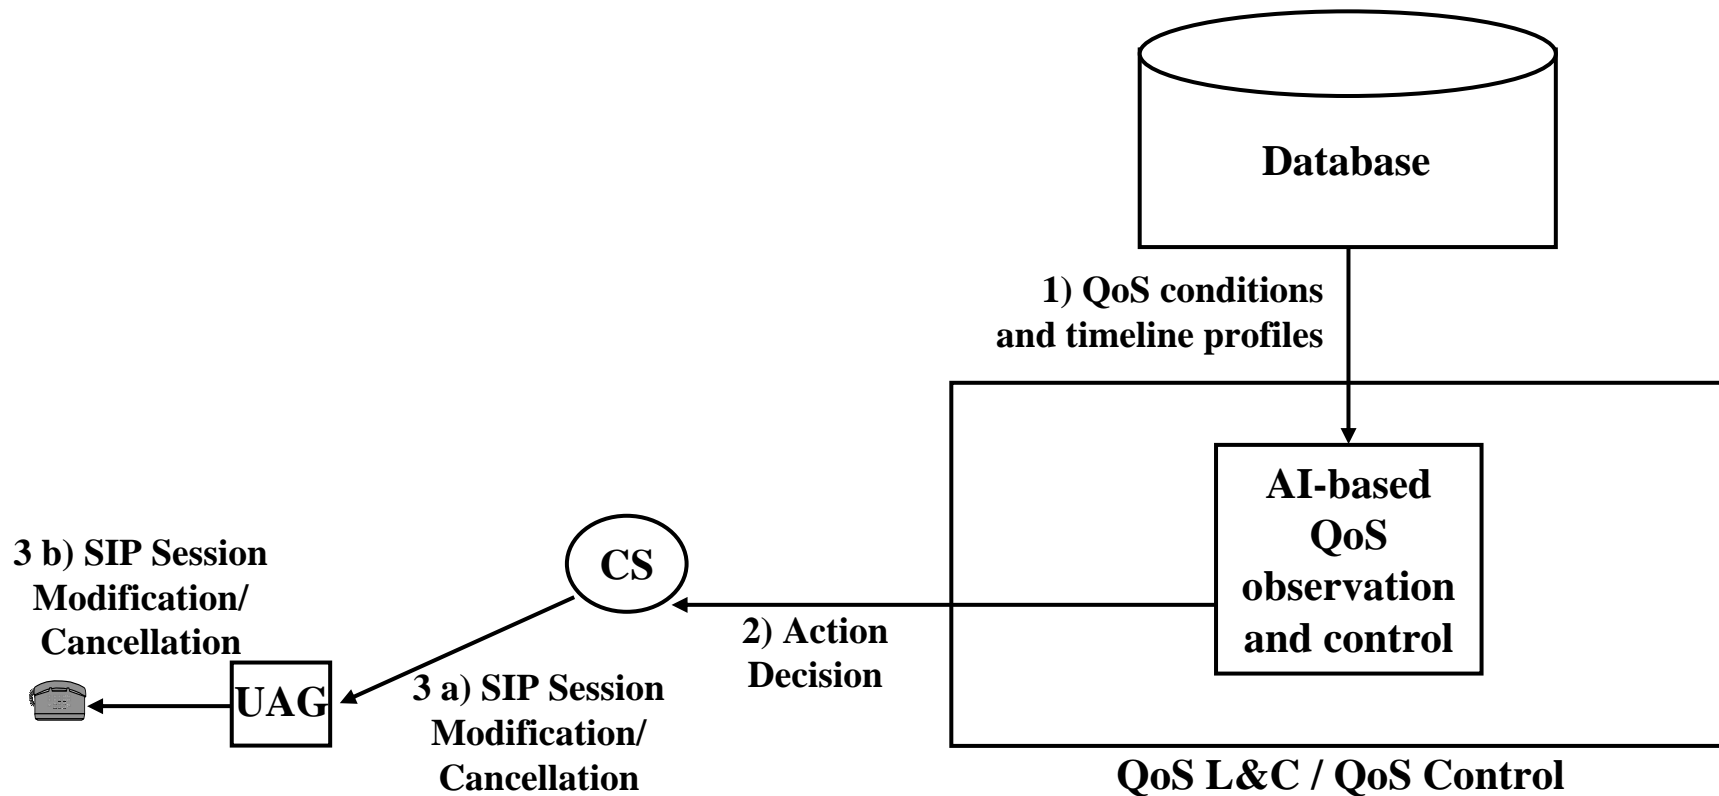 Database
1) QoS conditions
and timeline profiles
AI-based
QoS
observation
and control
CS
2) Action
Decision
3 a) SIP Session
Modification/
Cancellation
3 b) SIP Session
Modification/
Cancellation
UAG
QoS L&C / QoS Control